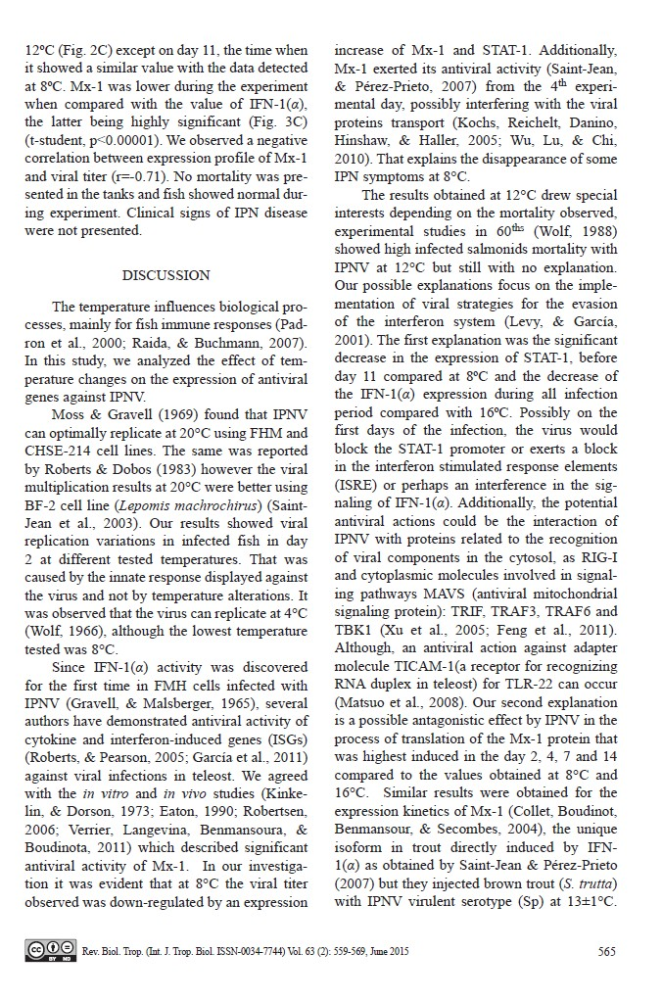 12ºC (Fig. 2C) except on day 11, the time when
it showed a similar value with the data detected
at 8ºC. Mx-1 was lower during the experiment
when compared with the value of IFN-1(α),
the latter being highly significant (Fig. 3C)
(t-student, p<0.00001). We observed a negative
correlation between expression profile of Mx-1
and viral titer (r=-0.71). No mortality was pre-
sented in the tanks and fish showed normal dur-
ing experiment. Clinical signs of IPN disease
were not presented.
DISCUSSION
The temperature influences biological pro-
cesses, mainly for fish immune responses (Pad-
ron et al., 2000; Raida, & Buchmann, 2007).
In this study, we analyzed the effect of tem-
perature changes on the expression of antiviral
genes against IPNV.
Moss & Gravell (1969) found that IPNV
can optimally replicate at 20°C using FHM and
CHSE-214 cell lines. The same was reported
by Roberts & Dobos (1983) however the viral
multiplication results at 20°C were better using
BF-2 cell line (Lepomis machrochirus) (Saint-
Jean et al., 2003). Our results showed viral
replication variations in infected fish in day
2 at different tested temperatures. That was
caused by the innate response displayed against
the virus and not by temperature alterations. It
was observed that the virus can replicate at 4°C
(Wolf, 1966), although the lowest temperature
tested was 8°C.
Since IFN-1(α) activity was discovered
for the first time in FMH cells infected with
IPNV (Gravell, & Malsberger, 1965), several
authors have demonstrated antiviral activity of
cytokine and interferon-induced genes (ISGs)
(Roberts, & Pearson, 2005; García et al., 2011)
against viral infections in teleost. We agreed
with the in vitro and in vivo studies (Kinke-
lin, & Dorson, 1973; Eaton, 1990; Robertsen,
2006; Verrier, Langevina, Benmansoura, &
Boudinota, 2011) which described significant
antiviral activity of Mx-1. In our investiga-
tion it was evident that at 8°C the viral titer
observed was down-regulated by an expression
increase of Mx-1 and STAT-1. Additionally,
Mx-1 exerted its antiviral activity (Saint-Jean,
& Pérez-Prieto, 2007) from the 4th experi-
mental day, possibly interfering with the viral
proteins transport (Kochs, Reichelt, Danino,
Hinshaw, & Haller, 2005; Wu, Lu, & Chi,
2010). That explains the disappearance of some
IPN symptoms at 8°C.
The results obtained at 12°C drew special
interests depending on the mortality observed,
experimental studies in 60ths (Wolf, 1988)
showed high infected salmonids mortality with
IPNV at 12°C but still with no explanation.
Our possible explanations focus on the imple-
mentation of viral strategies for the evasion
of the interferon system (Levy, & García,
2001). The first explanation was the significant
decrease in the expression of STAT-1, before
day 11 compared at 8ºC and the decrease of
the IFN-1(α) expression during all infection
period compared with 16ºC. Possibly on the
first days of the infection, the virus would
block the STAT-1 promoter or exerts a block
in the interferon stimulated response elements
(ISRE) or perhaps an interference in the sig-
naling of IFN-1(α). Additionally, the potential
antiviral actions could be the interaction of
IPNV with proteins related to the recognition
of viral components in the cytosol, as RIG-I
and cytoplasmic molecules involved in signal-
ing pathways MAVS (antiviral mitochondrial
signaling protein): TRIF, TRAF3, TRAF6 and
TBK1 (Xu et al., 2005; Feng et al., 2011).
Although, an antiviral action against adapter
molecule TICAM-1(a receptor for recognizing
RNA duplex in teleost) for TLR-22 can occur
(Matsuo et al., 2008). Our second explanation
is a possible antagonistic effect by IPNV in the
process of translation of the Mx-1 protein that
was highest induced in the day 2, 4, 7 and 14
compared to the values obtained at 8°C and
16°C. Similar results were obtained for the
expression kinetics of Mx-1 (Collet, Boudinot,
Benmansour, & Secombes, 2004), the unique
isoform in trout directly induced by IFN-
1(α) as obtained by Saint-Jean & Pérez-Prieto
(2007) but they injected brown trout (S. trutta)
with IPNV virulent serotype (Sp) at 13±1°C.
cc BY ND Rev. Biol. Trop. (Int. J. Trop. Biol. ISSN-0034-7744) Vol. 63 (2): 559-569, June 2015 565